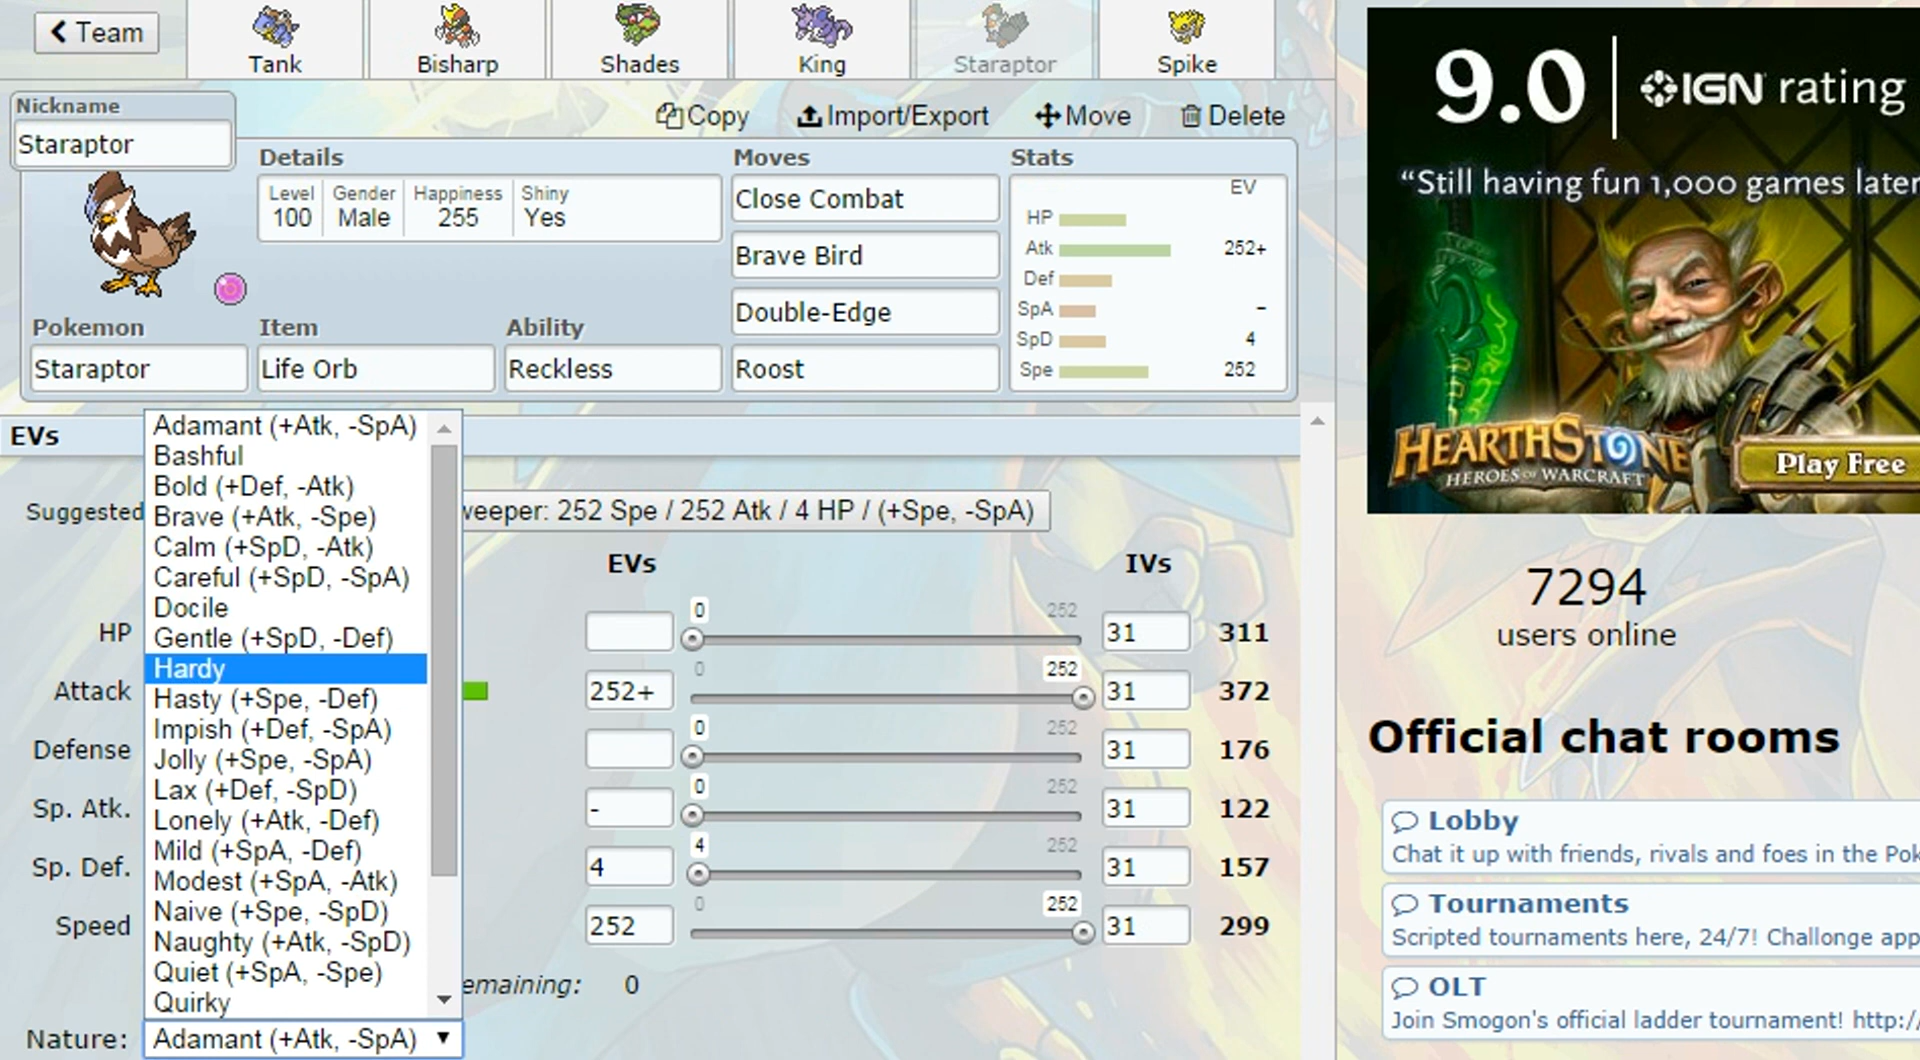 Team
Tank
Bisharp
Shades
King
Staraptor
Spike
Nickname
Staraptor
Copy
Import/Export
Move
Delete
Details
Level
100
Gender
Male
Happiness
255
Shiny
Yes
Moves
Close Combat
Brave Bird
Double-Edge
Roost
Stats
EV
HP
Atk 252+
Def
SpA -
SpD 4
Spe 252
Pokemon
Staraptor
Item
Life Orb
Ability
Reckless
EVs
Suggested
weeper: 252 Spe / 252 Atk / 4 HP / (+Spe, -SpA)
Adamant (+Atk, -SpA)
Bashful
Bold (+Def, -Atk)
Brave (+Atk, -Spe)
Calm (+SpD, -Atk)
Careful (+SpD, -SpA)
Docile
Gentle (+SpD, -Def)
Hardy
Hasty (+Spe, -Def)
Impish (+Def, -SpA)
Jolly (+Spe, -SpA)
Lax (+Def, -SpD)
Lonely (+Atk, -Def)
Mild (+SpA, -Def)
Modest (+SpA, -Atk)
Naive (+Spe, -SpD)
Naughty (+Atk, -SpD)
Quiet (+SpA, -Spe)
Quirky
EVs IVs
HP 0 252 31 311
Attack 252+ 0 252 31 372
Defense 0 252 31 176
Sp. Atk. - 0 252 31 122
Sp. Def. 4 4 252 31 157
Speed 252 0 252 31 299
emaining: 0
Nature: Adamant (+Atk, -SpA)
9.0 IGN rating
“Still having fun 1,000 games later
HEARTHSTONE
HEROES OF WARCRAFT
Play Free
7294
users online
Official chat rooms
Lobby
Chat it up with friends, rivals and foes in the Pok
Tournaments
Scripted tournaments here, 24/7! Challonge app
OLT
Join Smogon's official ladder tournament! http:/